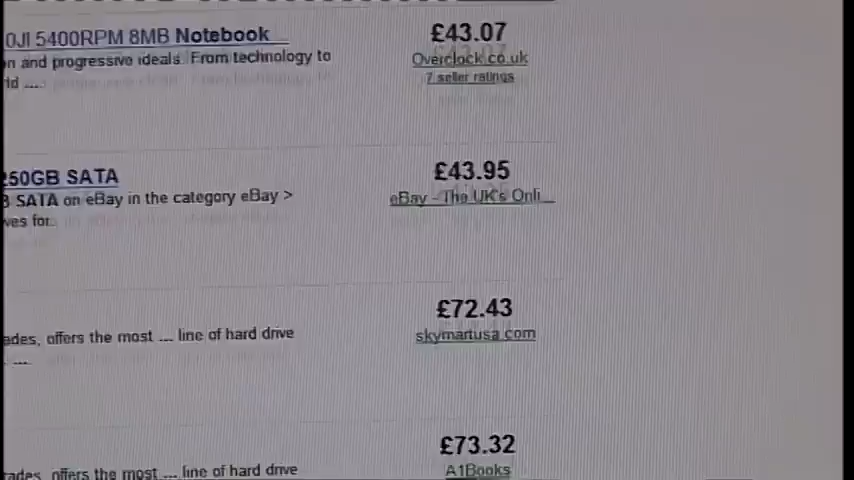 0JI 5400RPM 8MB Notebook
£43.07
n and progressive ideals. From technology to
Overclock.co.uk
7 seller ratings
rid ....
250GB SATA
£43.95
B SATA on eBay in the category eBay >
eBay - The UK's Onli...
ves for.
£72.43
ades, offers the most ... line of hard drive
skymartusa.com
....
£73.32
rades, offers the most ... line of hard drive
A1Books